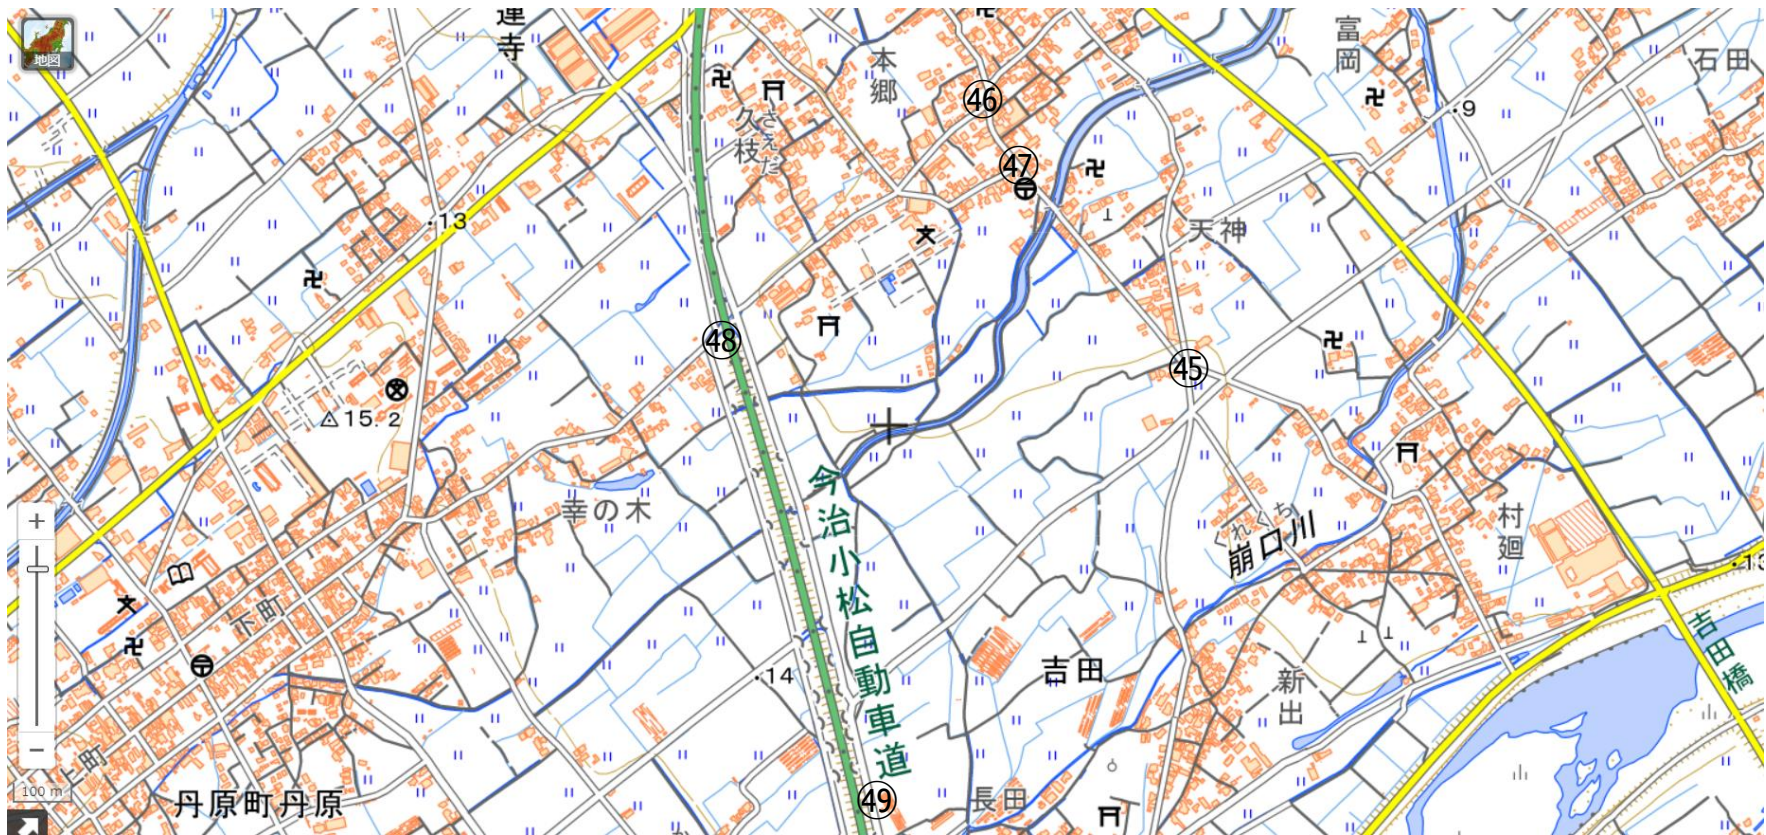 地図
蓮寺
本郷
富岡
石田
久枝
さえだ
㊻
㊼
9
13
天神
㊽
㊺
15.2
幸の木
今治小松自動車道
くれくち
崩口川
村廻
13
下町
吉田
吉田橋
14
新出
上町
100 m
丹原町丹原
長田
㊾